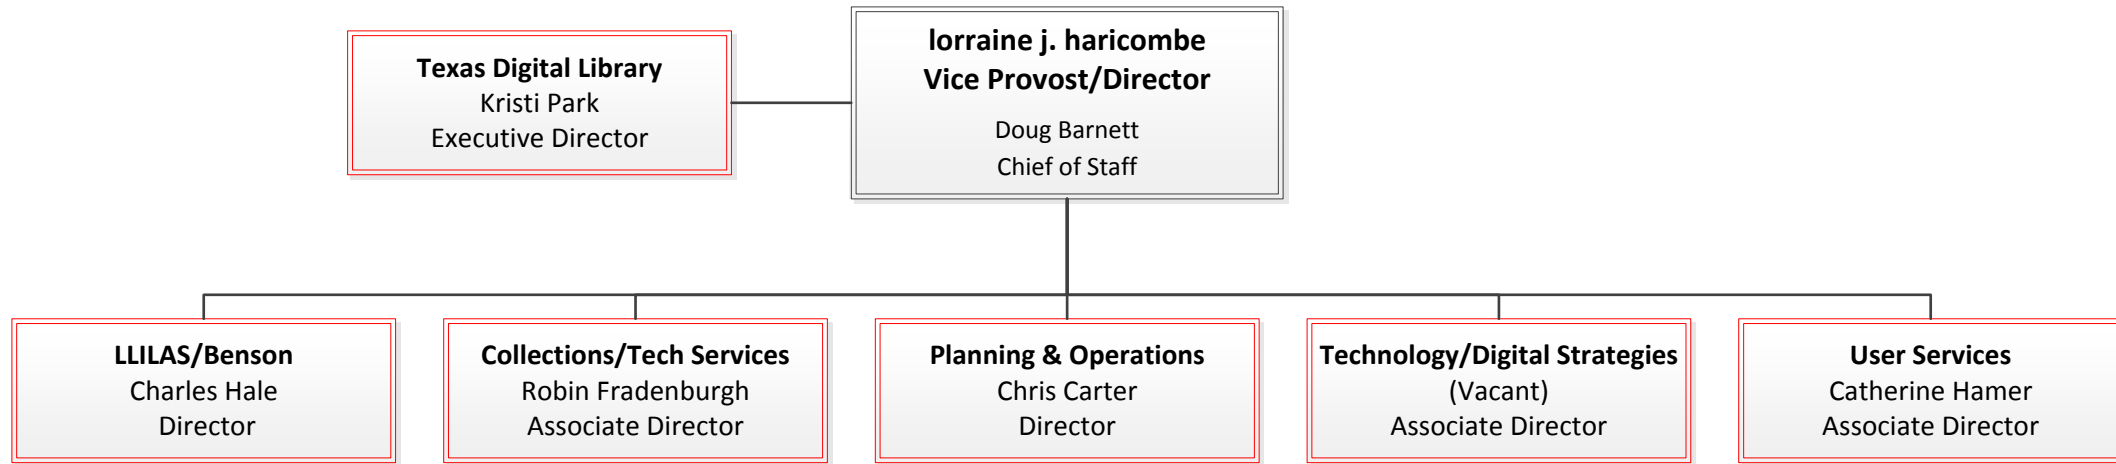 Texas Digital Library
Kristi Park
Executive Director
lorraine j. haricombe
Vice Provost/Director
Doug Barnett
Chief of Staff
LLILAS/Benson
Charles Hale
Director
Collections/Tech Services
Robin Fradenburgh
Associate Director
Planning & Operations
Chris Carter
Director
Technology/Digital Strategies
(Vacant)
Associate Director
User Services
Catherine Hamer
Associate Director